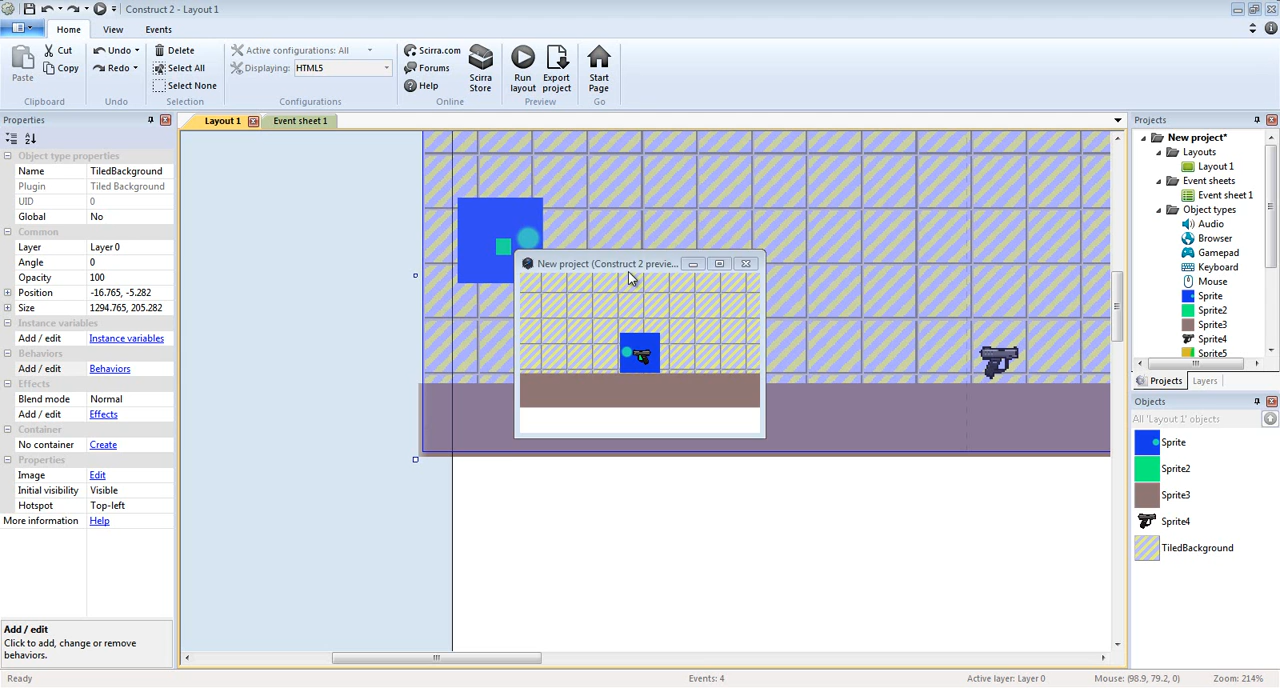 Construct 2 - Layout 1
Home View Events
Paste
Cut
Copy
Clipboard
Undo
Redo
Undo
Delete
Select All
Select None
Selection
Active configurations: All
Displaying: HTML5
Configurations
Scirra.com
Forums
Help
Scirra Store
Online
Run layout
Export project
Preview
Start Page
Go
Properties
Layout 1
Event sheet 1
Object type properties
Name TiledBackground
Plugin Tiled Background
UID 0
Global No
Common
Layer Layer 0
Angle 0
Opacity 100
Position -16.765, -5.282
Size 1294.765, 205.282
Instance variables
Add / edit Instance variables
Behaviors
Add / edit Behaviors
Effects
Blend mode Normal
Add / edit Effects
Container
No container Create
Properties
Image Edit
Initial visibility Visible
Hotspot Top-left
More information Help
Add / edit
Click to add, change or remove
behaviors.
New project (Construct 2 previe...
Projects
New project*
Layouts
Layout 1
Event sheets
Event sheet 1
Object types
Audio
Browser
Gamepad
Keyboard
Mouse
Sprite
Sprite2
Sprite3
Sprite4
Sprite5
Projects Layers
Objects
All 'Layout 1' objects
Sprite
Sprite2
Sprite3
Sprite4
TiledBackground
Ready Events: 4 Active layer: Layer 0 Mouse: (98.9, 79.2, 0) Zoom: 214%